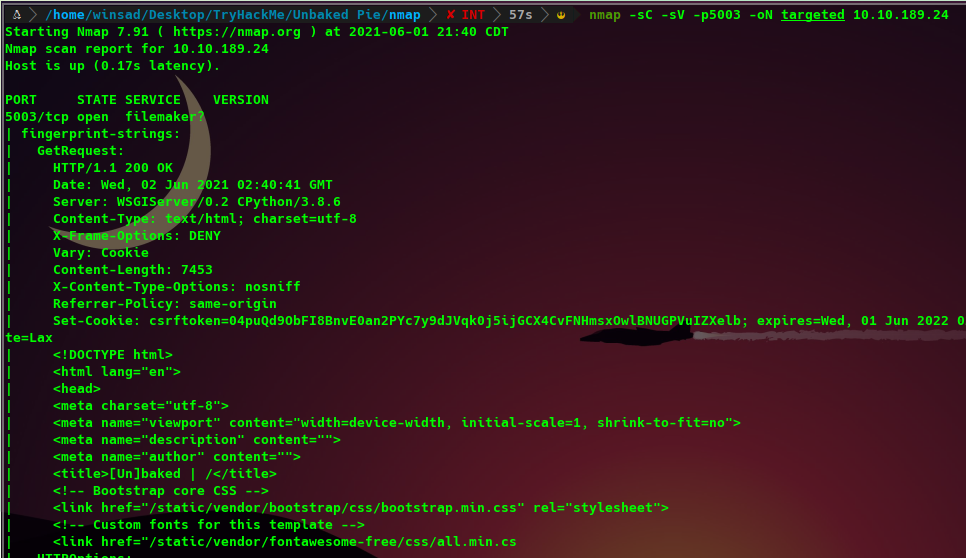 /home/winsad/Desktop/TryHackMe/Unbaked Pie/nmap ✘ INT 57s nmap -sC -sV -p5003 -oN targeted 10.10.189.24
Starting Nmap 7.91 ( https://nmap.org ) at 2021-06-01 21:40 CDT
Nmap scan report for 10.10.189.24
Host is up (0.17s latency).
PORT     STATE SERVICE    VERSION
5003/tcp open  filemaker?
| fingerprint-strings:
|   GetRequest:
|     HTTP/1.1 200 OK
|     Date: Wed, 02 Jun 2021 02:40:41 GMT
|     Server: WSGIServer/0.2 CPython/3.8.6
|     Content-Type: text/html; charset=utf-8
|     X-Frame-Options: DENY
|     Vary: Cookie
|     Content-Length: 7453
|     X-Content-Type-Options: nosniff
|     Referrer-Policy: same-origin
|     Set-Cookie: csrftoken=04puQd9ObFI8BnvE0an2PYc7y9dJVqk0j5ijGCX4CvFNHmsxOwlBNUGPVuIZXelb; expires=Wed, 01 Jun 2022 0
te=Lax
|     <!DOCTYPE html>
|     <html lang="en">
|     <head>
|     <meta charset="utf-8">
|     <meta name="viewport" content="width=device-width, initial-scale=1, shrink-to-fit=no">
|     <meta name="description" content="">
|     <meta name="author" content="">
|     <title>[Un]baked | /</title>
|     <!-- Bootstrap core CSS -->
|     <link href="/static/vendor/bootstrap/css/bootstrap.min.css" rel="stylesheet">
|     <!-- Custom fonts for this template -->
|     <link href="/static/vendor/fontawesome-free/css/all.min.cs
|   HTTPOptions: